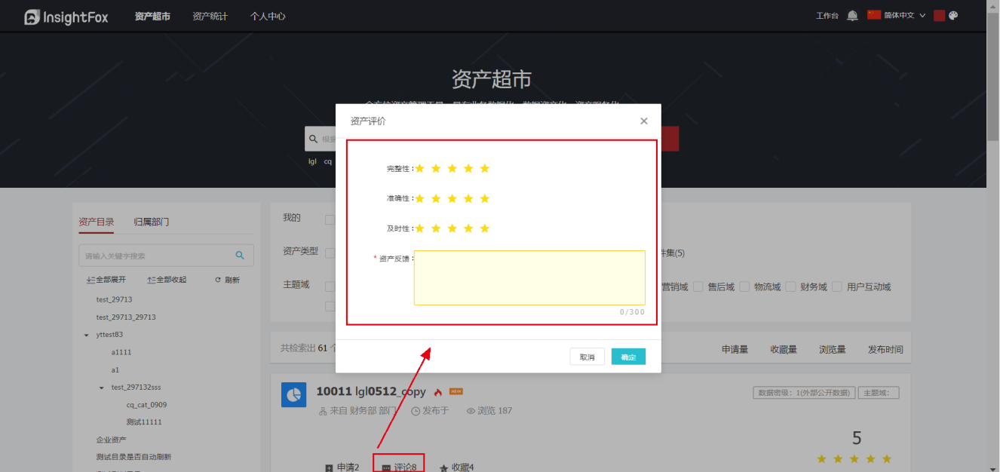 InsightFox 资产超市 资产统计 个人中心 工作台 简体中文
资产超市
资产评价
lgl cq
完整性：
准确性：
及时性：
* 资产反馈：
0/300
取消 确定
资产目录 归属部门
请输入关键字搜索
全部展开 全部收起 刷新
test_29713
test_29713_29713
yttest83
a1111
a1
test_297132sss
cq_cat_0909
测试11111
企业资产
测试目录是否自动刷新
我的
资产类型 件集(5)
主题域 营销域 售后域 物流域 财务域 用户互动域
共检索出 61 个 申请量 收藏量 浏览量 发布时间
10011 lgl0512_copy NEW 数据密级：1(外部公开数据) 主题域：
来自 财务部 部门 发布于 浏览 187
5
申请2 评论8 收藏4